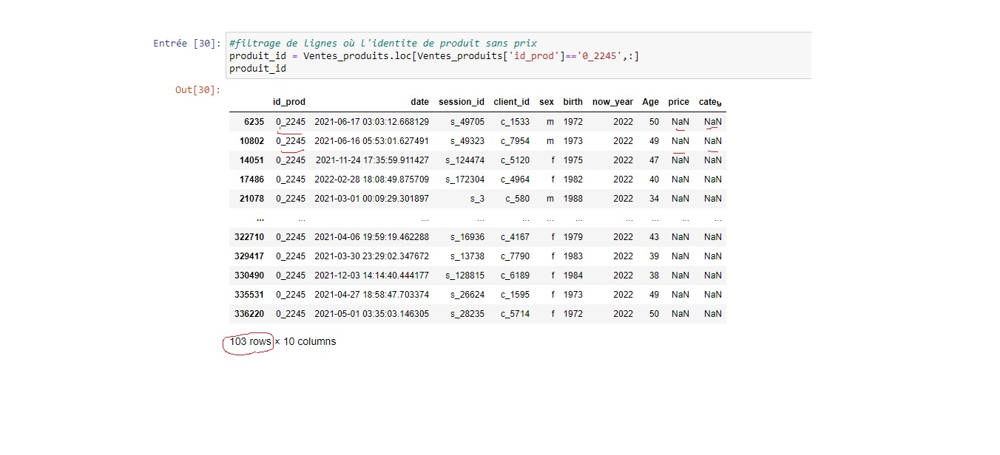 Entrée [30]: #filtrage de lignes où l'identite de produit sans prix
produit_id = Ventes_produits.loc[Ventes_produits['id_prod']=='0_2245',:]
produit_id
Out[30]:
id_prod date session_id client_id sex birth now_year Age price categ
6235 0_2245 2021-06-17 03:03:12.668129 s_49705 c_1533 m 1972 2022 50 NaN NaN
10802 0_2245 2021-06-16 05:53:01.627491 s_49323 c_7954 m 1973 2022 49 NaN NaN
14051 0_2245 2021-11-24 17:35:59.911427 s_124474 c_5120 f 1975 2022 47 NaN NaN
17486 0_2245 2022-02-28 18:08:49.875709 s_172304 c_4964 f 1982 2022 40 NaN NaN
21078 0_2245 2021-03-01 00:09:29.301897 s_3 c_580 m 1988 2022 34 NaN NaN
... ... ... ... ... ... ... ... ... ... ...
322710 0_2245 2021-04-06 19:59:19.462288 s_16936 c_4167 f 1979 2022 43 NaN NaN
329417 0_2245 2021-03-30 23:29:02.347672 s_13738 c_7790 f 1983 2022 39 NaN NaN
330490 0_2245 2021-12-03 14:14:40.444177 s_128815 c_6189 f 1984 2022 38 NaN NaN
335531 0_2245 2021-04-27 18:58:47.703374 s_26624 c_1595 f 1973 2022 49 NaN NaN
336220 0_2245 2021-05-01 03:35:03.146305 s_28235 c_5714 f 1972 2022 50 NaN NaN
103 rows × 10 columns